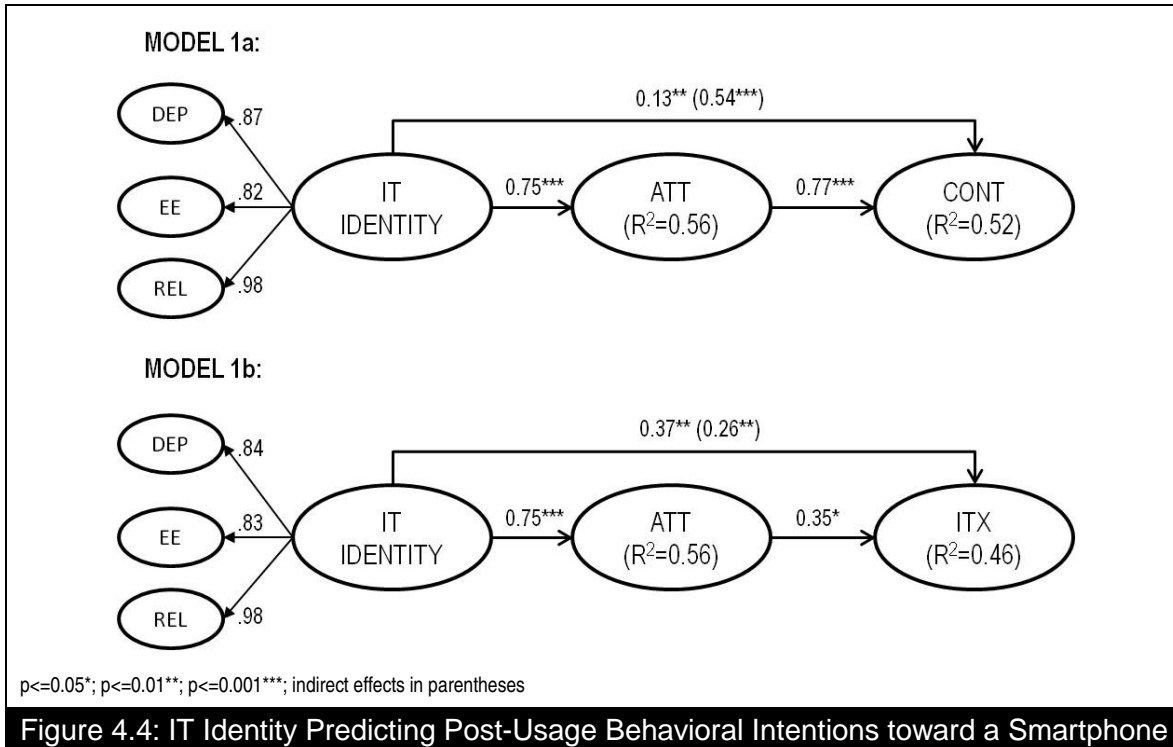 MODEL 1a:
0.13** (0.54***)
DEP
.87
EE
.82
REL
.98
IT
IDENTITY
0.75***
ATT
(R²=0.56)
0.77***
CONT
(R²=0.52)
MODEL 1b:
0.37** (0.26**)
DEP
.84
EE
.83
REL
.98
IT
IDENTITY
0.75***
ATT
(R²=0.56)
0.35*
ITX
(R²=0.46)
p<=0.05*; p<=0.01**; p<=0.001***; indirect effects in parentheses
Figure 4.4: IT Identity Predicting Post-Usage Behavioral Intentions toward a Smartphone